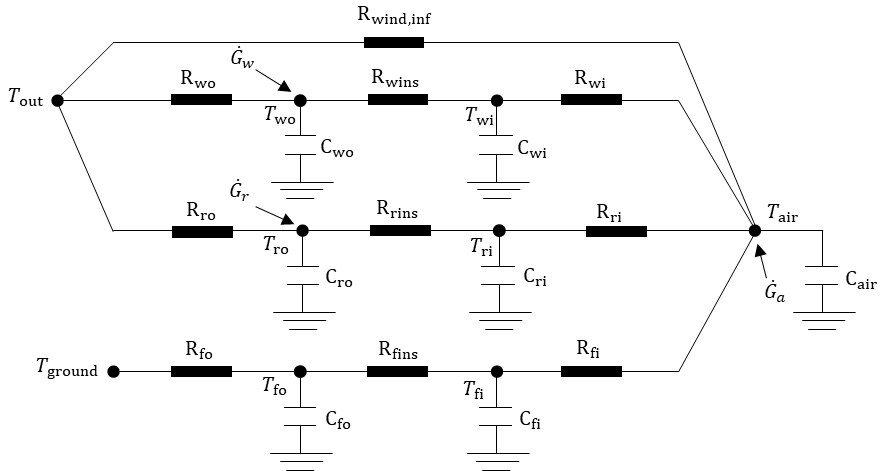 R_wind,inf
Ġ_w
R_wo R_wins R_wi
T_out
T_wo T_wi
C_wo C_wi
Ġ_r
R_ro R_rins R_ri T_air
T_ro T_ri
C_ro C_ri Ġ_a C_air
R_fo R_fins R_fi
T_ground
T_fo T_fi
C_fo C_fi